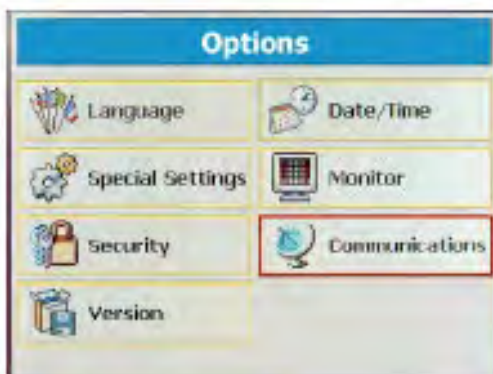 Options
Language
Date/Time
Special Settings
Monitor
Security
Communications
Version